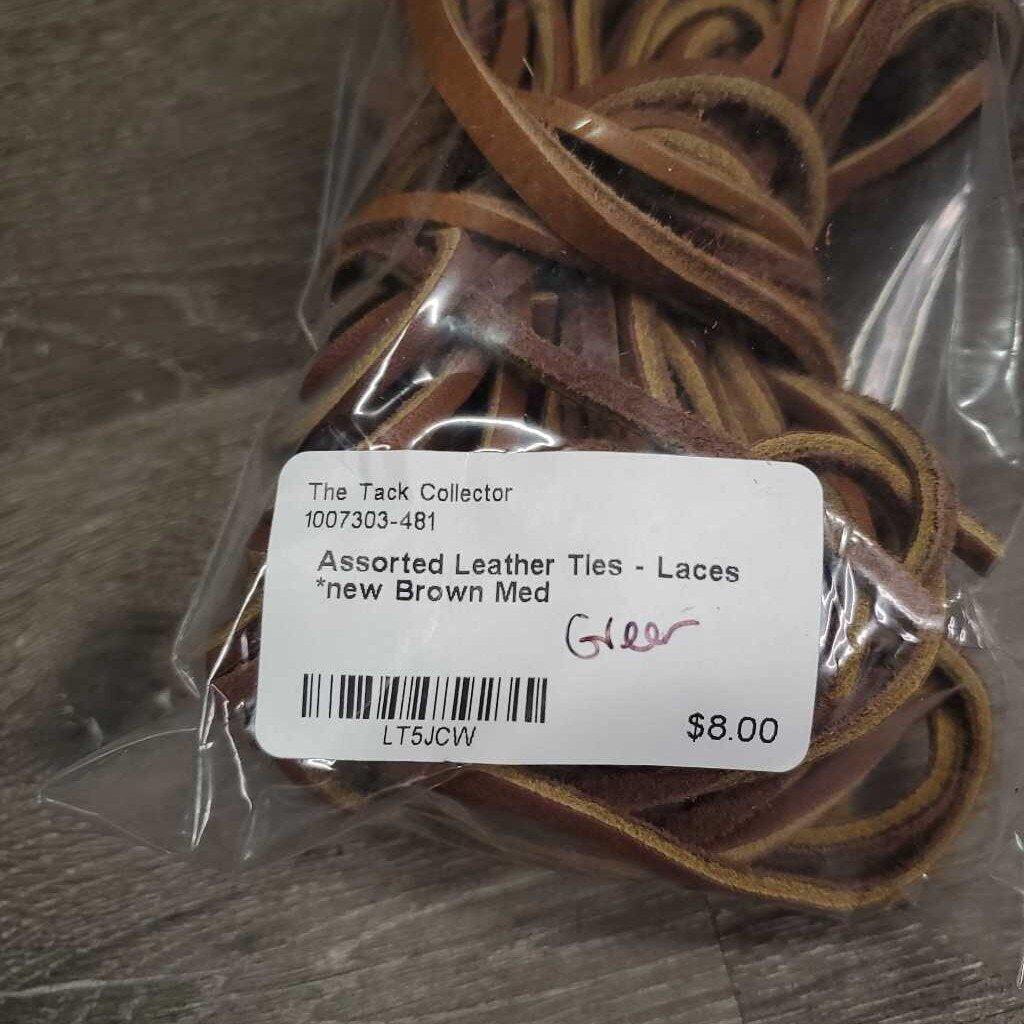 The Tack Collector
1007303-481
Assorted Leather Ties - Laces
*new Brown Med
Greer
LT5JCW
$8.00